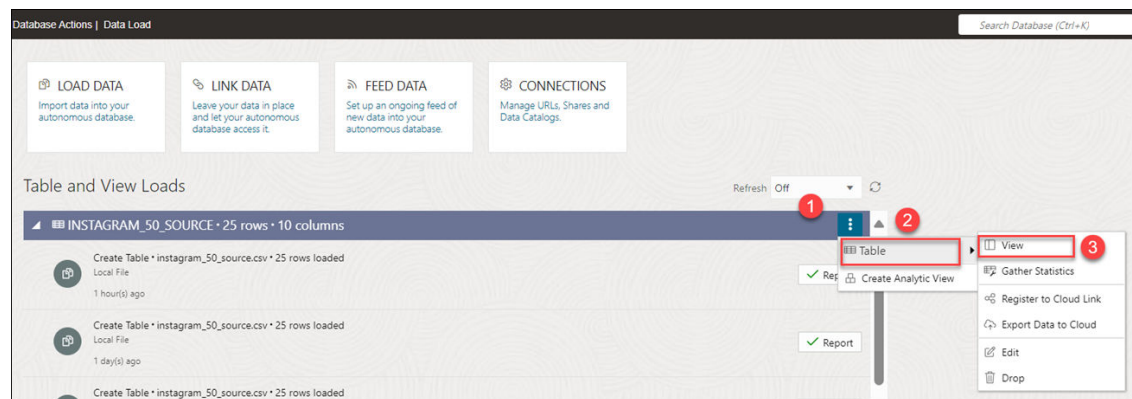 Database Actions | Data Load
Search Database (Ctrl+K)
LOAD DATA
Import data into your
autonomous database.
LINK DATA
Leave your data in place
and let your autonomous
database access it.
FEED DATA
Set up an ongoing feed of
new data into your
autonomous database.
CONNECTIONS
Manage URLs, Shares and
Data Catalogs.
Table and View Loads
Refresh Off
1
INSTAGRAM_50_SOURCE • 25 rows • 10 columns
2
Table
Create Analytic View
View
3
Gather Statistics
Register to Cloud Link
Export Data to Cloud
Edit
Drop
Create Table • instagram_50_source.csv • 25 rows loaded
Local File
1 hour(s) ago
Rep
Create Table • instagram_50_source.csv • 25 rows loaded
Local File
1 day(s) ago
Report
Create Table • instagram_50_source.csv • 25 rows loaded